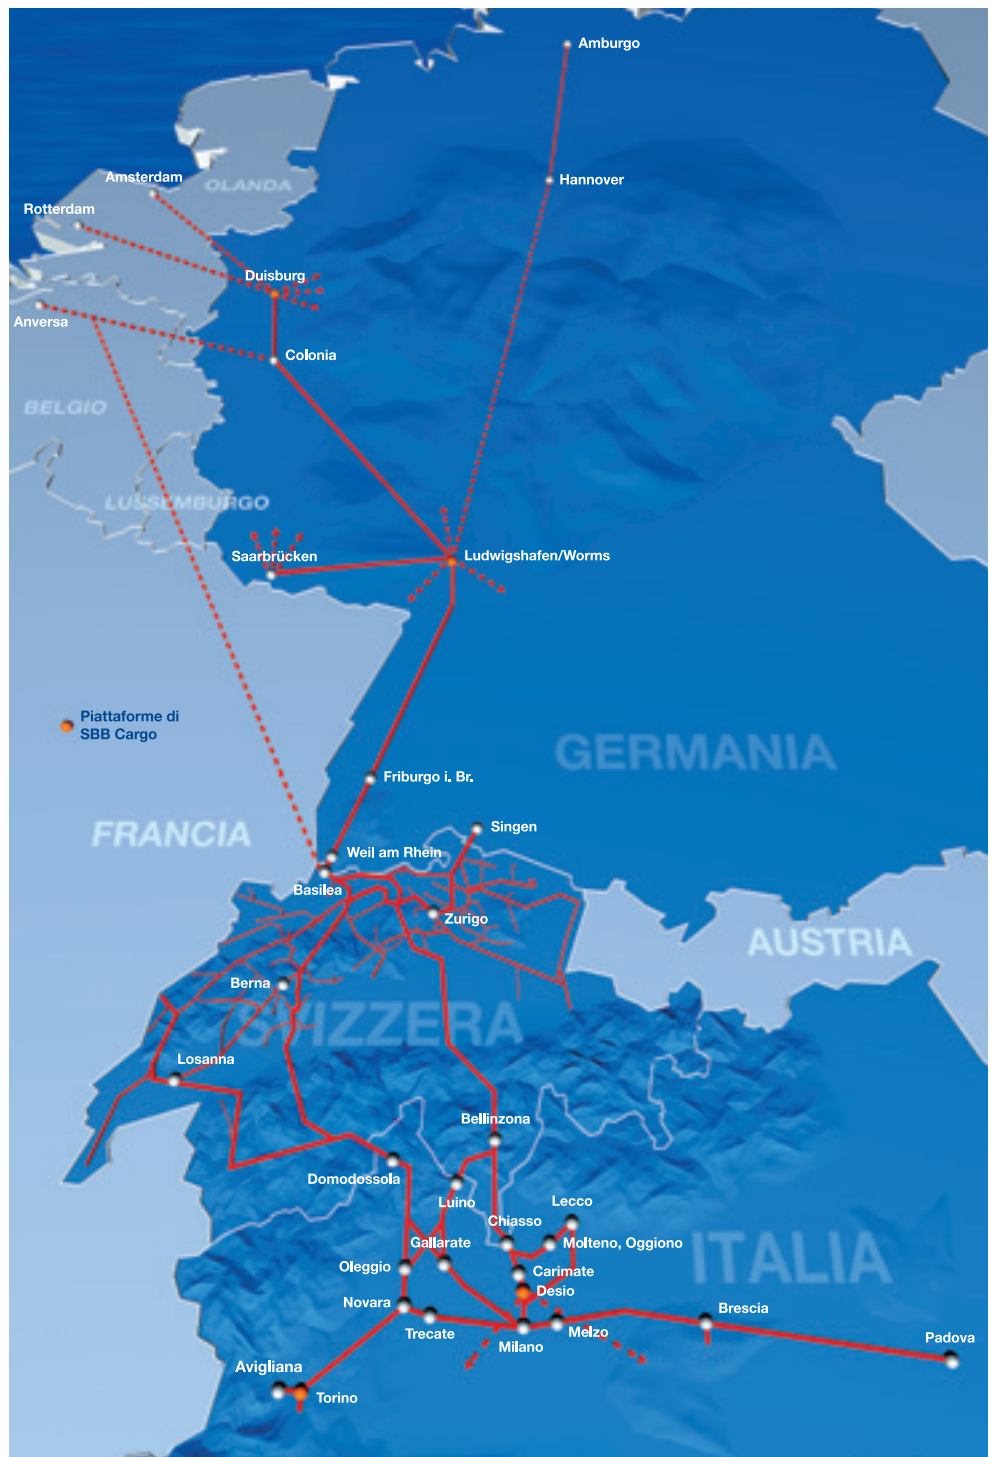 Amburgo
Hannover
Amsterdam
OLANDA
Rotterdam
Duisburg
Anversa
Colonia
BELGIO
LUSSEMBURGO
Saarbrücken
Ludwigshafen/Worms
Piattaforme di
SBB Cargo
GERMANIA
Friburgo i. Br.
FRANCIA
Singen
Weil am Rhein
Basilea
Zurigo
AUSTRIA
Berna
SVIZZERA
Losanna
Bellinzona
Domodossola
Luino
Lecco
Chiasso
Gallarate
Molteno, Oggiono
ITALIA
Oleggio
Carimate
Desio
Novara
Brescia
Trecate
Melzo
Milano
Padova
Avigliana
Torino